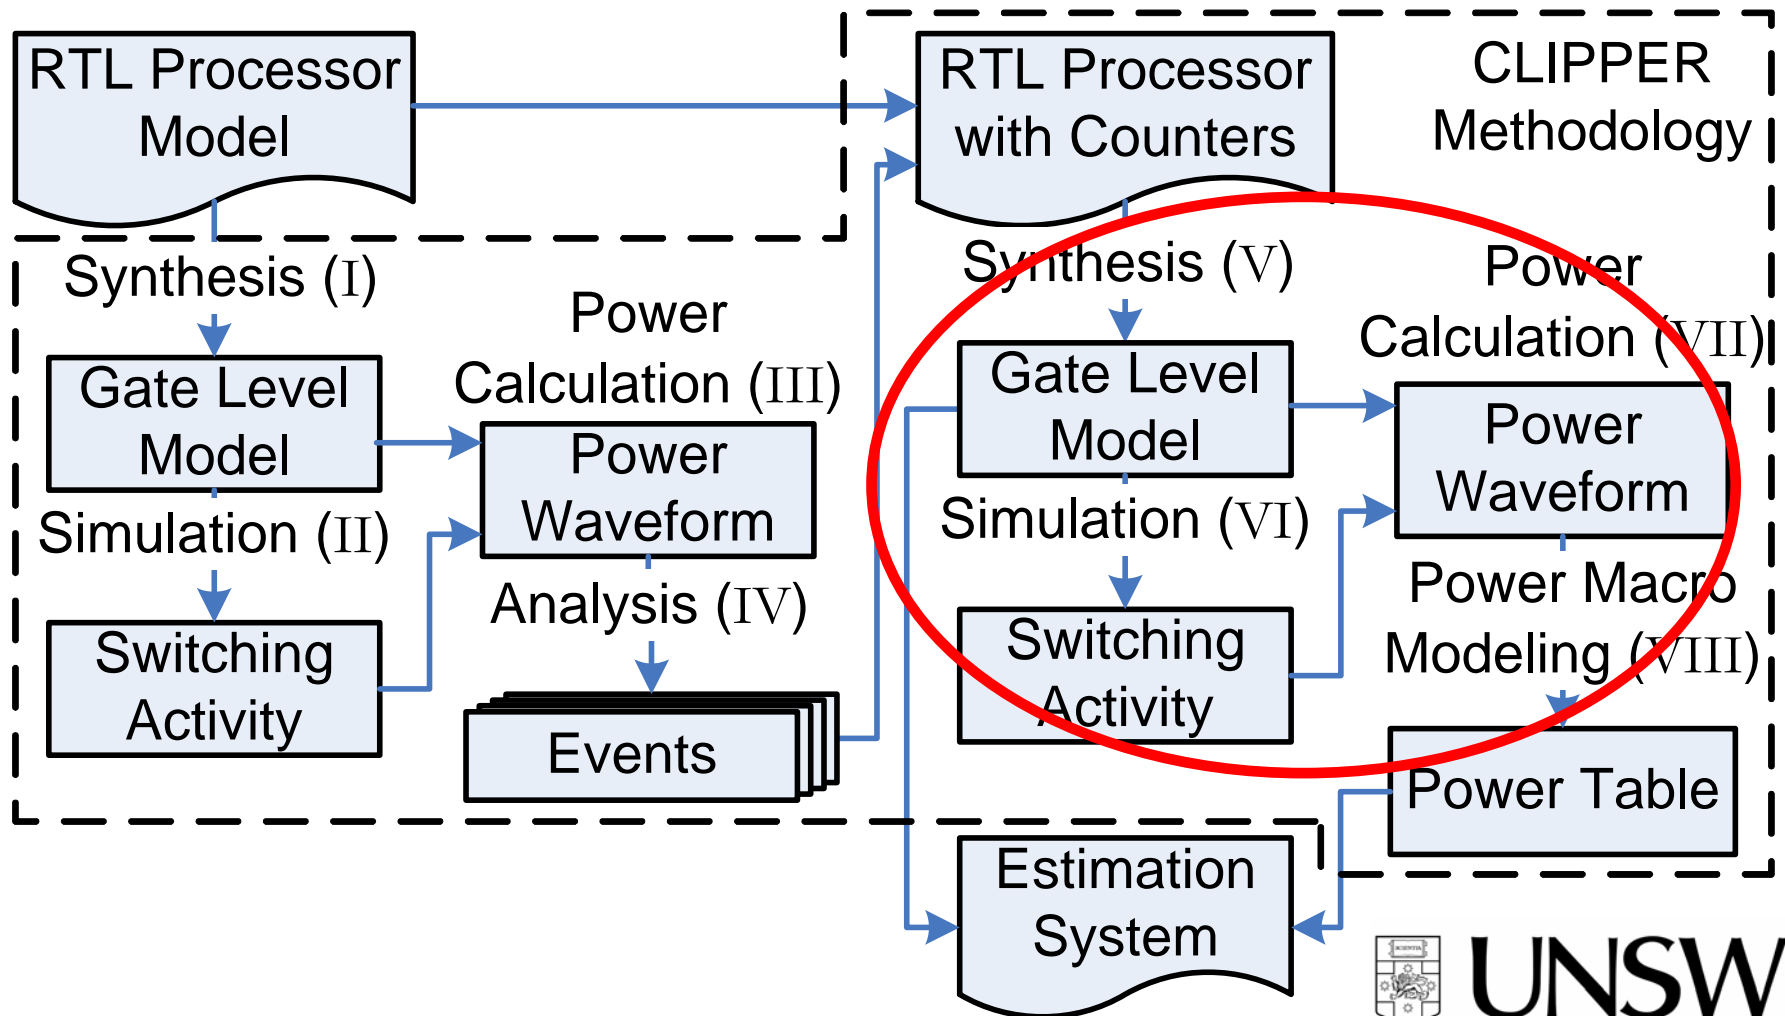 RTL Processor
Model
RTL Processor
with Counters
CLIPPER
Methodology
Synthesis (I)
Power
Calculation (III)
Gate Level
Model
Power
Waveform
Simulation (II)
Analysis (IV)
Switching
Activity
Events
Synthesis (V)
Power
Calculation (VII)
Gate Level
Model
Power
Waveform
Simulation (VI)
Power Macro
Modeling (VIII)
Switching
Activity
Power Table
Estimation
System
SCIENTIA
UNSW